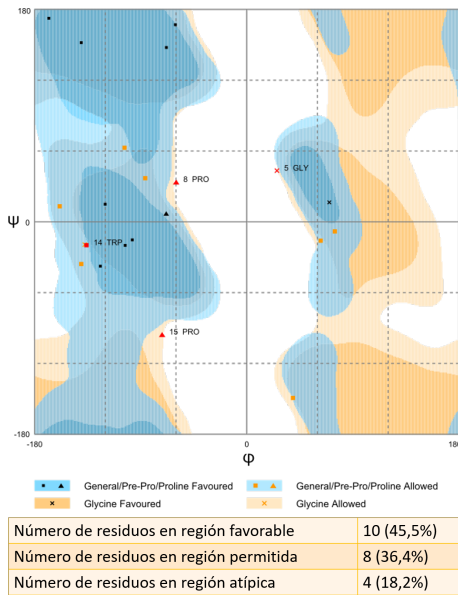 180
8 PRO
5 GLY
Ψ
0
14 TRP
15 PRO
-180
-180
0
180
φ
General/Pre-Pro/Proline Favoured
General/Pre-Pro/Proline Allowed
Glycine Favoured
Glycine Allowed
Número de residuos en región favorable 10 (45,5%)
Número de residuos en región permitida 8 (36,4%)
Número de residuos en región atípica 4 (18,2%)